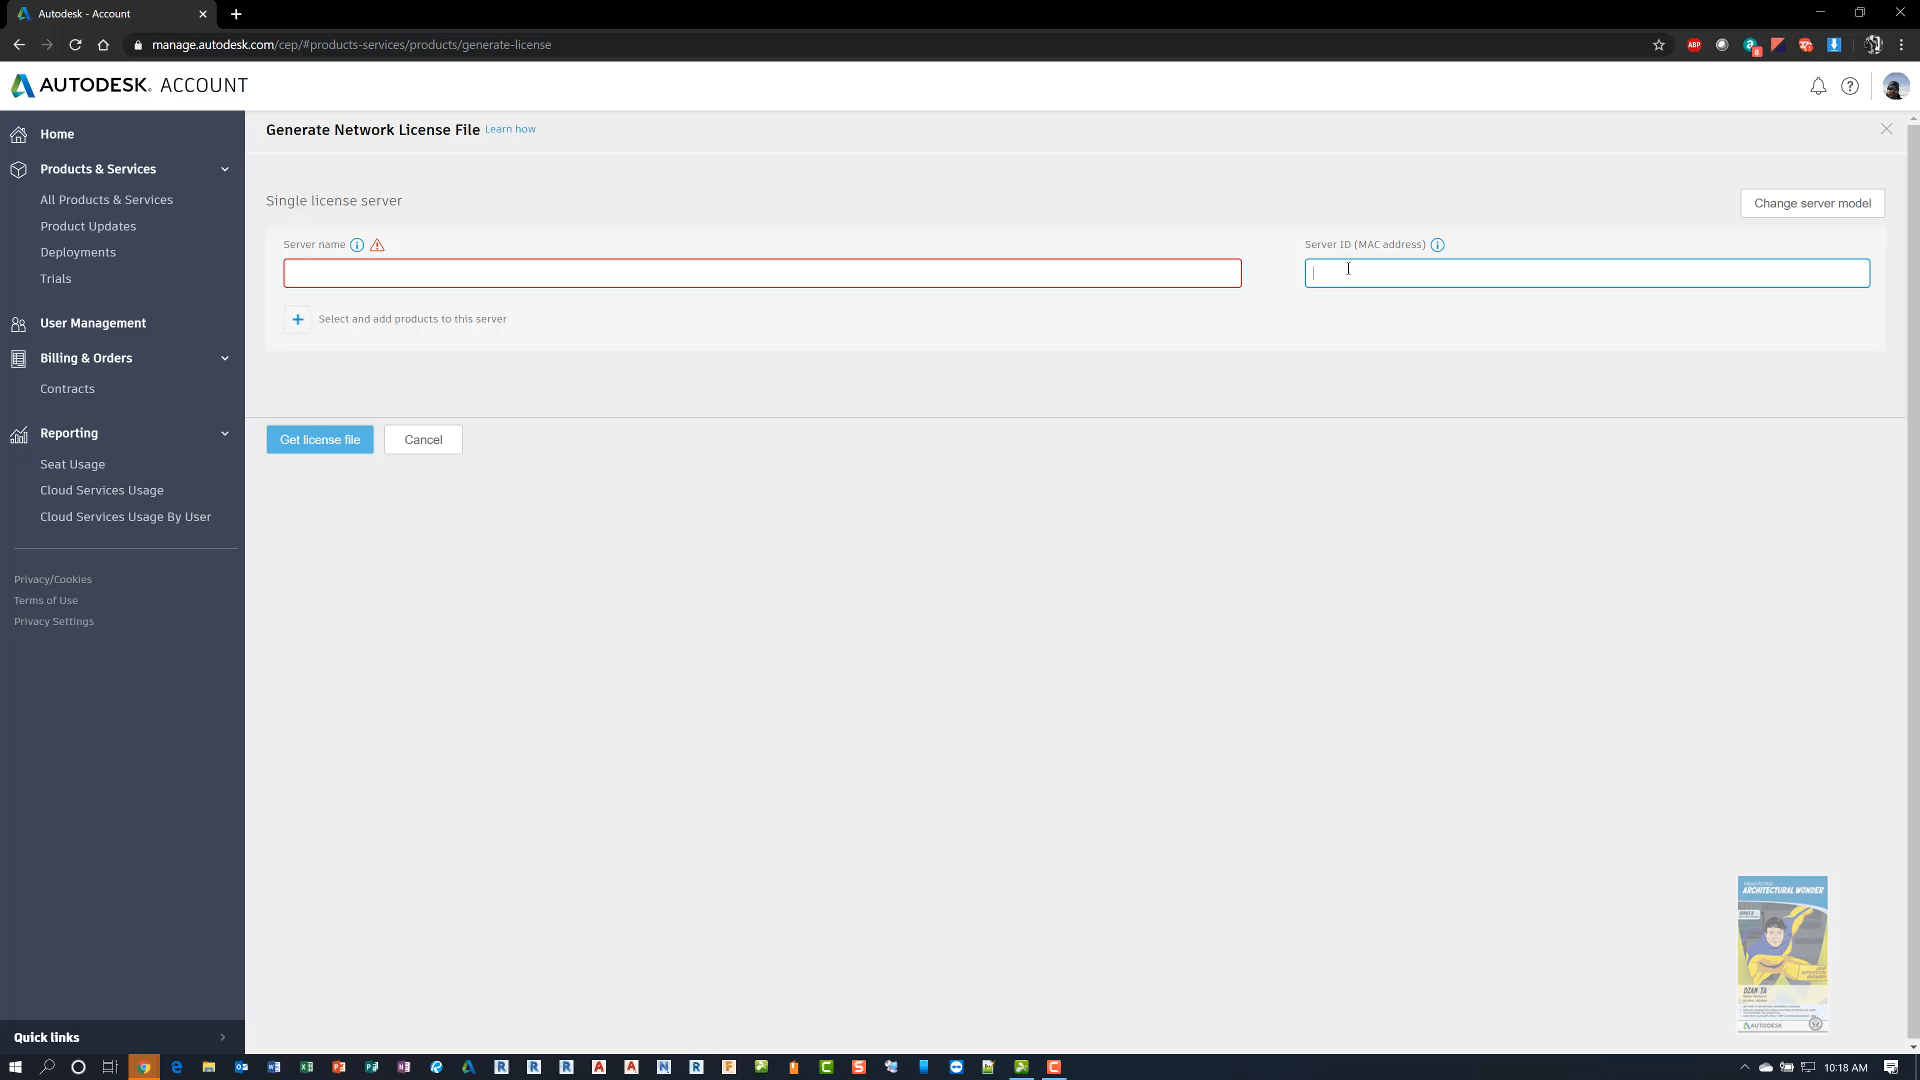 Autodesk - Account
manage.autodesk.com/cep/#products-services/products/generate-license
ABP
8
AUTODESK. ACCOUNT
Home
Products & Services
All Products & Services
Product Updates
Deployments
Trials
User Management
Billing & Orders
Contracts
Reporting
Seat Usage
Cloud Services Usage
Cloud Services Usage By User
Privacy/Cookies
Terms of Use
Privacy Settings
Quick links
Generate Network License File Learn how
Single license server
Change server model
Server name
Server ID (MAC address)
Select and add products to this server
Get license file
Cancel
ARCHITECTURAL WONDER
DZAN TA
AUTODESK
10:18 AM